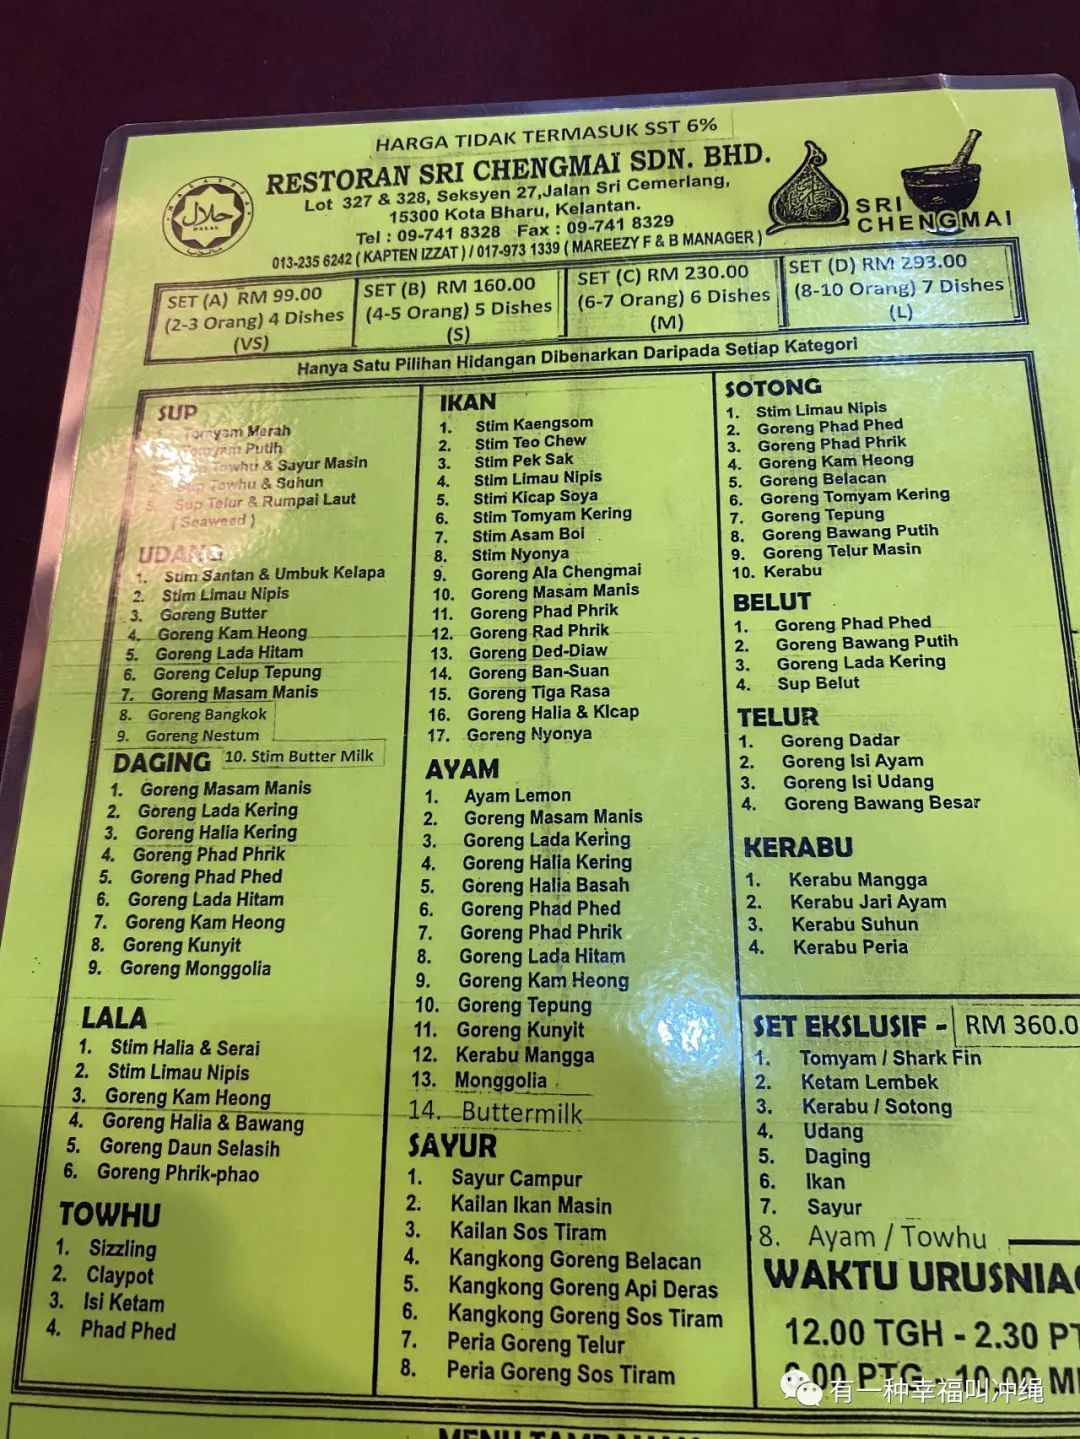 HARGA TIDAK TERMASUK SST 6%
RESTORAN SRI CHENGMAI SDN. BHD.
Lot 327 & 328, Seksyen 27,Jalan Sri Cemerlang,
15300 Kota Bharu, Kelantan.
Tel : 09-741 8328 Fax : 09-741 8329
013-235 6242 ( KAPTEN IZZAT ) / 017-973 1339 ( MAREEZY F & B MANAGER )
حلال
HALAL
SRI
CHENGMAI
SET (A) RM 99.00
(2-3 Orang) 4 Dishes
(VS)
SET (B) RM 160.00
(4-5 Orang) 5 Dishes
(S)
SET (C) RM 230.00
(6-7 Orang) 6 Dishes
(M)
SET (D) RM 293.00
(8-10 Orang) 7 Dishes
(L)
Hanya Satu Pilihan Hidangan Dibenarkan Daripada Setiap Kategori
SUP
Tomyam Merah
Tomyam Putih
Sup Towhu & Sayur Masin
Sup Towhu & Suhun
5. Sup Telur & Rumpai Laut
( Seaweed )
UDANG
1. Stim Santan & Umbuk Kelapa
2. Stim Limau Nipis
3. Goreng Butter
4. Goreng Kam Heong
5. Goreng Lada Hitam
6. Goreng Celup Tepung
7. Goreng Masam Manis
8. Goreng Bangkok
9. Goreng Nestum
10. Stim Butter Milk
DAGING
1. Goreng Masam Manis
2. Goreng Lada Kering
3. Goreng Halia Kering
4. Goreng Phad Phrik
5. Goreng Phad Phed
6. Goreng Lada Hitam
7. Goreng Kam Heong
8. Goreng Kunyit
9. Goreng Monggolia
LALA
1. Stim Halia & Serai
2. Stim Limau Nipis
3. Goreng Kam Heong
4. Goreng Halia & Bawang
5. Goreng Daun Selasih
6. Goreng Phrik-phao
TOWHU
1. Sizzling
2. Claypot
3. Isi Ketam
4. Phad Phed
IKAN
1. Stim Kaengsom
2. Stim Teo Chew
3. Stim Pek Sak
4. Stim Limau Nipis
5. Stim Kicap Soya
6. Stim Tomyam Kering
7. Stim Asam Boi
8. Stim Nyonya
9. Goreng Ala Chengmai
10. Goreng Masam Manis
11. Goreng Phad Phrik
12. Goreng Rad Phrik
13. Goreng Ded-Diaw
14. Goreng Ban-Suan
15. Goreng Tiga Rasa
16. Goreng Halia & KIcap
17. Goreng Nyonya
AYAM
1. Ayam Lemon
2. Goreng Masam Manis
3. Goreng Lada Kering
4. Goreng Halia Kering
5. Goreng Halia Basah
6. Goreng Phad Phed
7. Goreng Phad Phrik
8. Goreng Lada Hitam
9. Goreng Kam Heong
10. Goreng Tepung
11. Goreng Kunyit
12. Kerabu Mangga
13. Monggolia
14. Buttermilk
SAYUR
1. Sayur Campur
2. Kailan Ikan Masin
3. Kailan Sos Tiram
4. Kangkong Goreng Belacan
5. Kangkong Goreng Api Deras
6. Kangkong Goreng Sos Tiram
7. Peria Goreng Telur
8. Peria Goreng Sos Tiram
SOTONG
1. Stim Limau Nipis
2. Goreng Phad Phed
3. Goreng Phad Phrik
4. Goreng Kam Heong
5. Goreng Belacan
6. Goreng Tomyam Kering
7. Goreng Tepung
8. Goreng Bawang Putih
9. Goreng Telur Masin
10. Kerabu
BELUT
1. Goreng Phad Phed
2. Goreng Bawang Putih
3. Goreng Lada Kering
4. Sup Belut
TELUR
1. Goreng Dadar
2. Goreng Isi Ayam
3. Goreng Isi Udang
4. Goreng Bawang Besar
KERABU
1. Kerabu Mangga
2. Kerabu Jari Ayam
3. Kerabu Suhun
4. Kerabu Peria
SET EKSLUSIF - RM 360.0
1. Tomyam / Shark Fin
2. Ketam Lembek
3. Kerabu / Sotong
4. Udang
5. Daging
6. Ikan
7. Sayur
8. Ayam / Towhu
WAKTU URUSNIA
12.00 TGH - 2.30 PT
.00 PTG - 10.00 M
有一种幸福叫冲绳
MENU TAMBAHAN